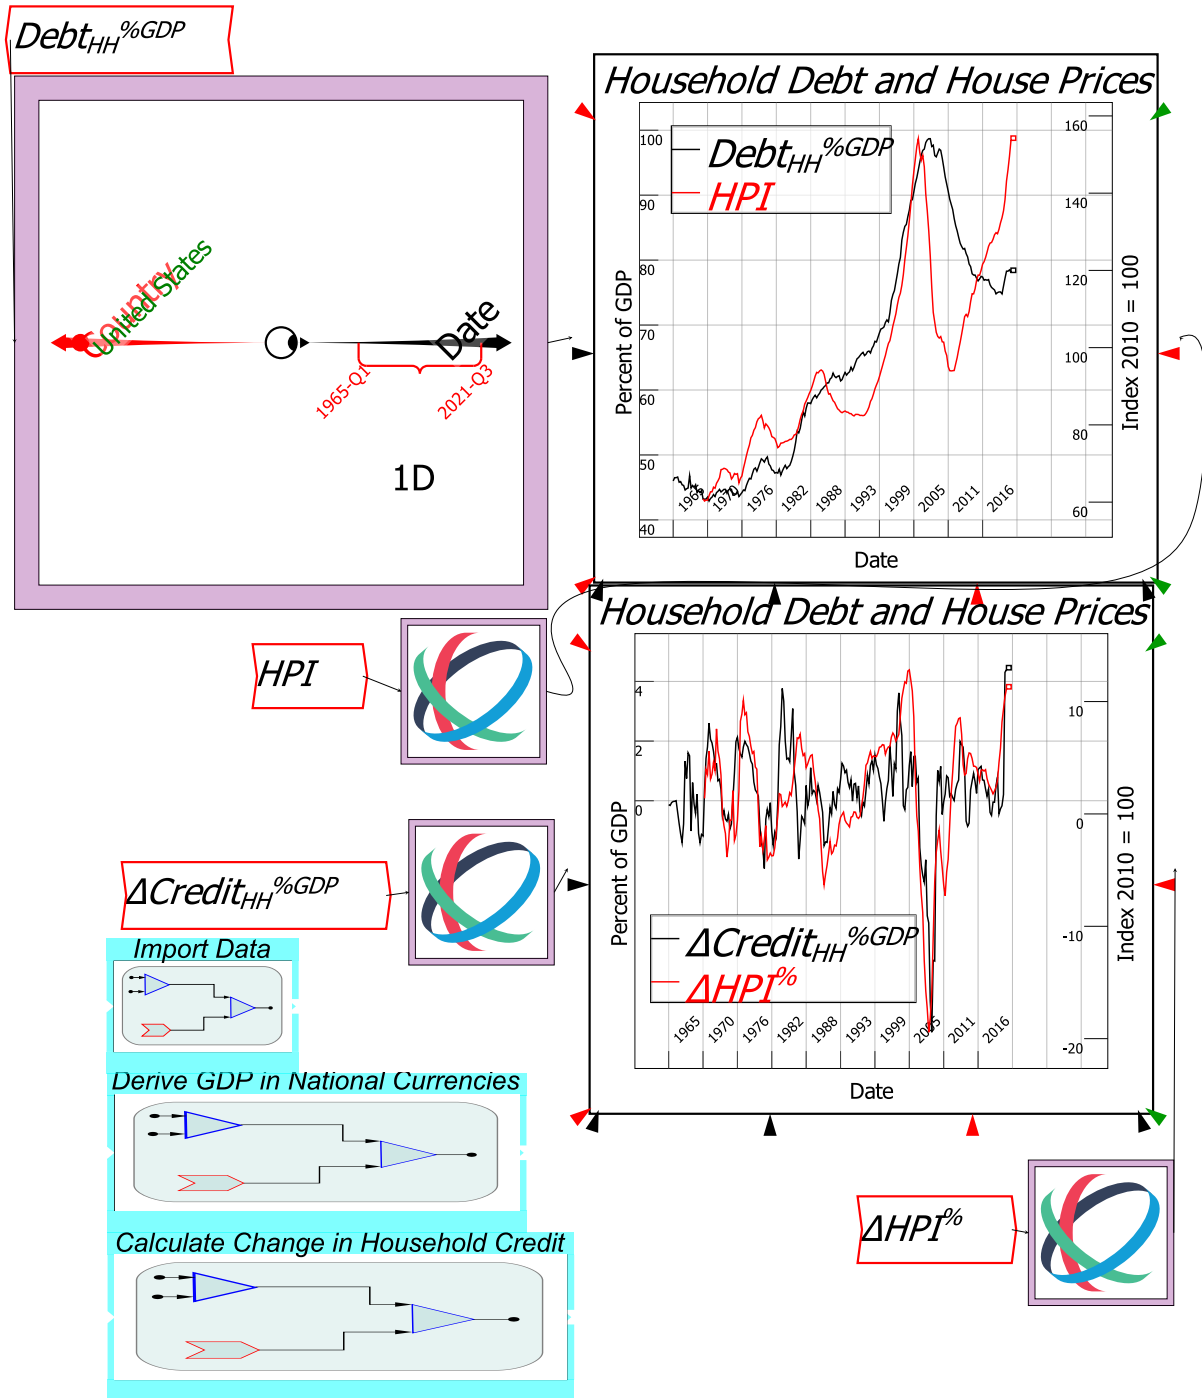 Debt_HH^%GDP
Country
United States
Date
1965-Q1
2021-Q3
1D
Household Debt and House Prices
Debt_HH^%GDP
HPI
100
90
80
70
60
50
40
160
140
120
100
80
60
Percent of GDP
Index 2010 = 100
1965
1970
1976
1982
1988
1993
1999
2005
2011
2016
Date
HPI
Household Debt and House Prices
4
2
0
10
0
-10
-20
Percent of GDP
Index 2010 = 100
ΔCredit_HH^%GDP
ΔHPI^%
1965
1970
1976
1982
1988
1993
1999
2005
2011
2016
Date
ΔCredit_HH^%GDP
Import Data
Derive GDP in National Currencies
Calculate Change in Household Credit
ΔHPI^%